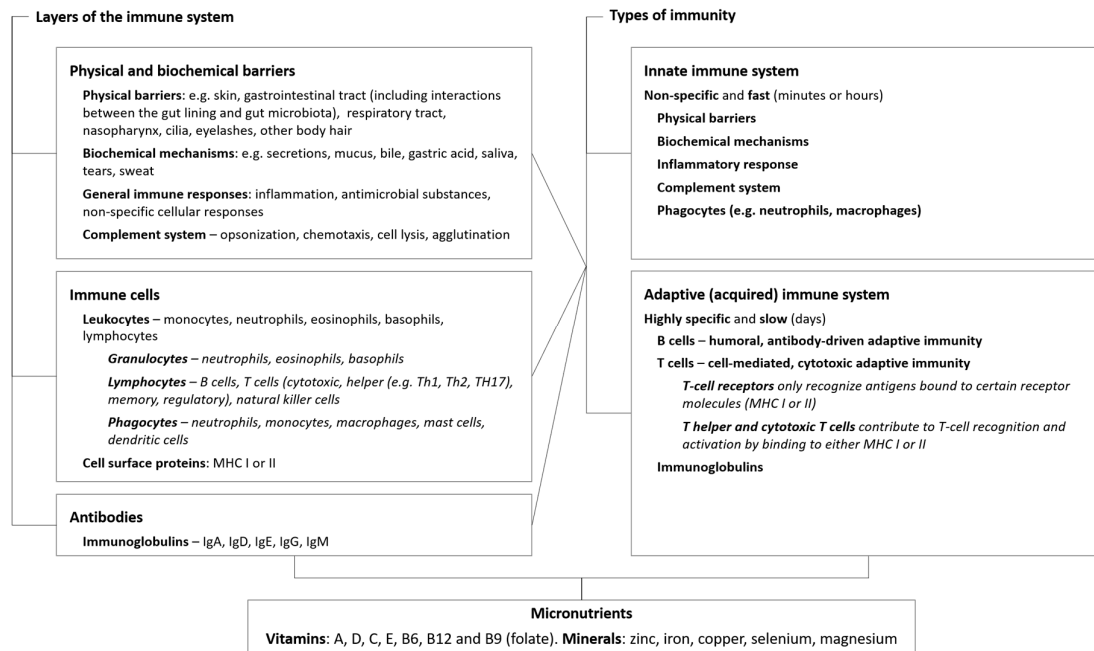 Layers of the immune system
Physical and biochemical barriers
Physical barriers: e.g. skin, gastrointestinal tract (including interactions
between the gut lining and gut microbiota), respiratory tract,
nasopharynx, cilia, eyelashes, other body hair
Biochemical mechanisms: e.g. secretions, mucus, bile, gastric acid, saliva,
tears, sweat
General immune responses: inflammation, antimicrobial substances,
non-specific cellular responses
Complement system – opsonization, chemotaxis, cell lysis, agglutination
Immune cells
Leukocytes – monocytes, neutrophils, eosinophils, basophils,
lymphocytes
Granulocytes – neutrophils, eosinophils, basophils
Lymphocytes – B cells, T cells (cytotoxic, helper (e.g. Th1, Th2, TH17),
memory, regulatory), natural killer cells
Phagocytes – neutrophils, monocytes, macrophages, mast cells,
dendritic cells
Cell surface proteins: MHC I or II
Antibodies
Immunoglobulins – IgA, IgD, IgE, IgG, IgM
Types of immunity
Innate immune system
Non-specific and fast (minutes or hours)
Physical barriers
Biochemical mechanisms
Inflammatory response
Complement system
Phagocytes (e.g. neutrophils, macrophages)
Adaptive (acquired) immune system
Highly specific and slow (days)
B cells – humoral, antibody-driven adaptive immunity
T cells – cell-mediated, cytotoxic adaptive immunity
T-cell receptors only recognize antigens bound to certain receptor
molecules (MHC I or II)
T helper and cytotoxic T cells contribute to T-cell recognition and
activation by binding to either MHC I or II
Immunoglobulins
Micronutrients
Vitamins: A, D, C, E, B6, B12 and B9 (folate). Minerals: zinc, iron, copper, selenium, magnesium